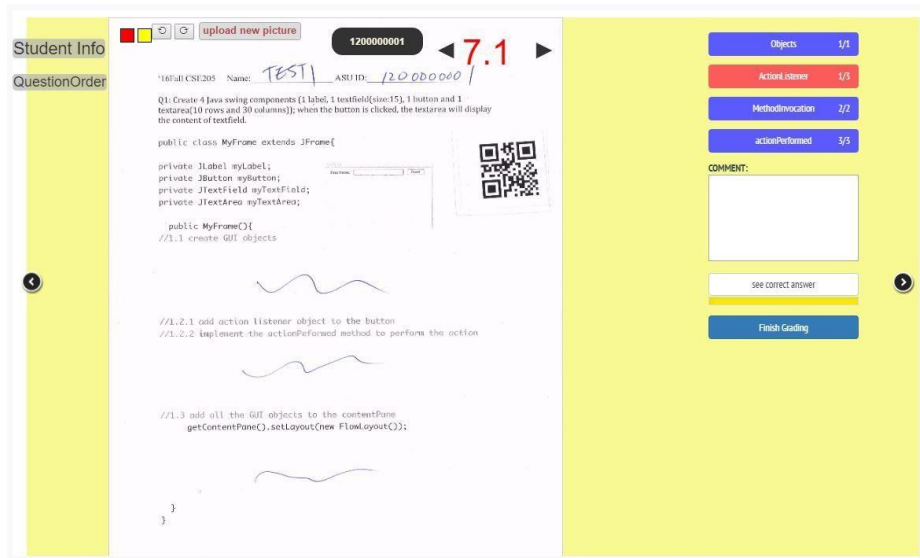 Student Info
QuestionOrder
upload new picture
1200000001
7.1
'16Fall CSE205 Name: TEST1 ASU ID: 1200000001
Q1: Create 4 Java swing components (1 label, 1 textfield(size:15), 1 button and 1
textarea(10 rows and 30 columns)); when the button is clicked, the textarea will display
the content of textfield.
public class MyFrame extends JFrame{
private JLabel myLabel;
private JButton myButton;
private JTextField myTextField;
private JTextArea myTextArea;
public MyFrame(){
//1.1 create GUI objects
//1.2.1 add action listener object to the button
//1.2.2 implement the actionPeformed method to perform the action
//1.3 add all the GUI objects to the contentPane
getContentPane().setLayout(new FlowLayout());
}
}
Objects 1/1
ActionListener 1/3
MethodInvocation 2/2
actionPerformed 3/3
COMMENT:
see correct answer
Finish Grading